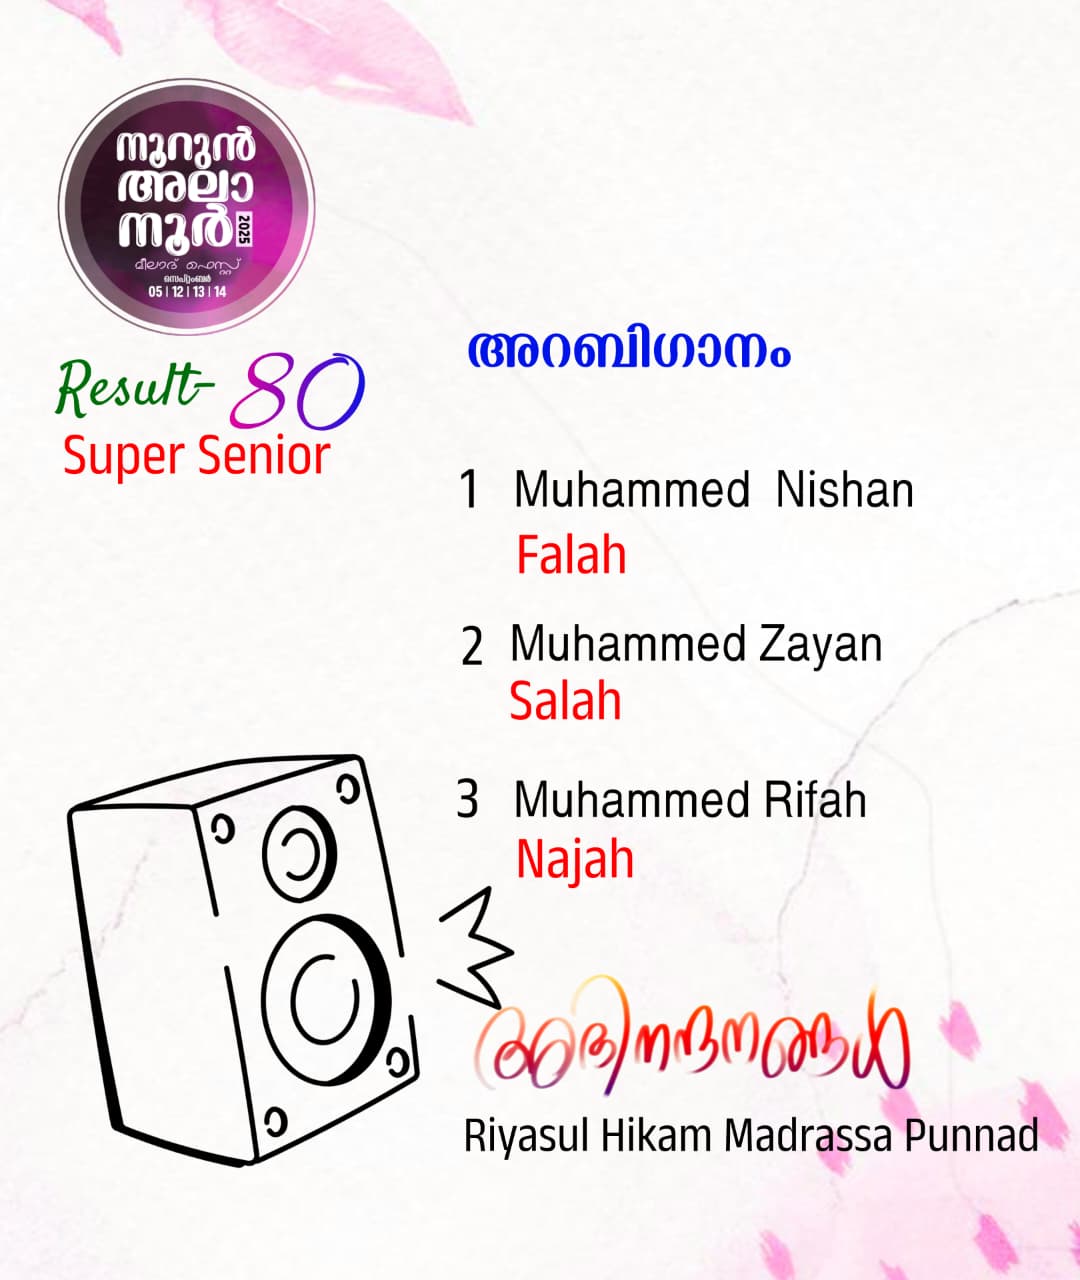 നൂറുൻ
അലാ
നൂർ 2025
മീലാദ് ഫെസ്റ്റ്
സെപ്റ്റംബർ
05 | 12 | 13 | 14
Result- 80
Super Senior
അറബിഗാനം
1 Muhammed Nishan
Falah
2 Muhammed Zayan
Salah
3 Muhammed Rifah
Najah
അഭിനന്ദനങ്ങൾ
Riyasul Hikam Madrassa Punnad